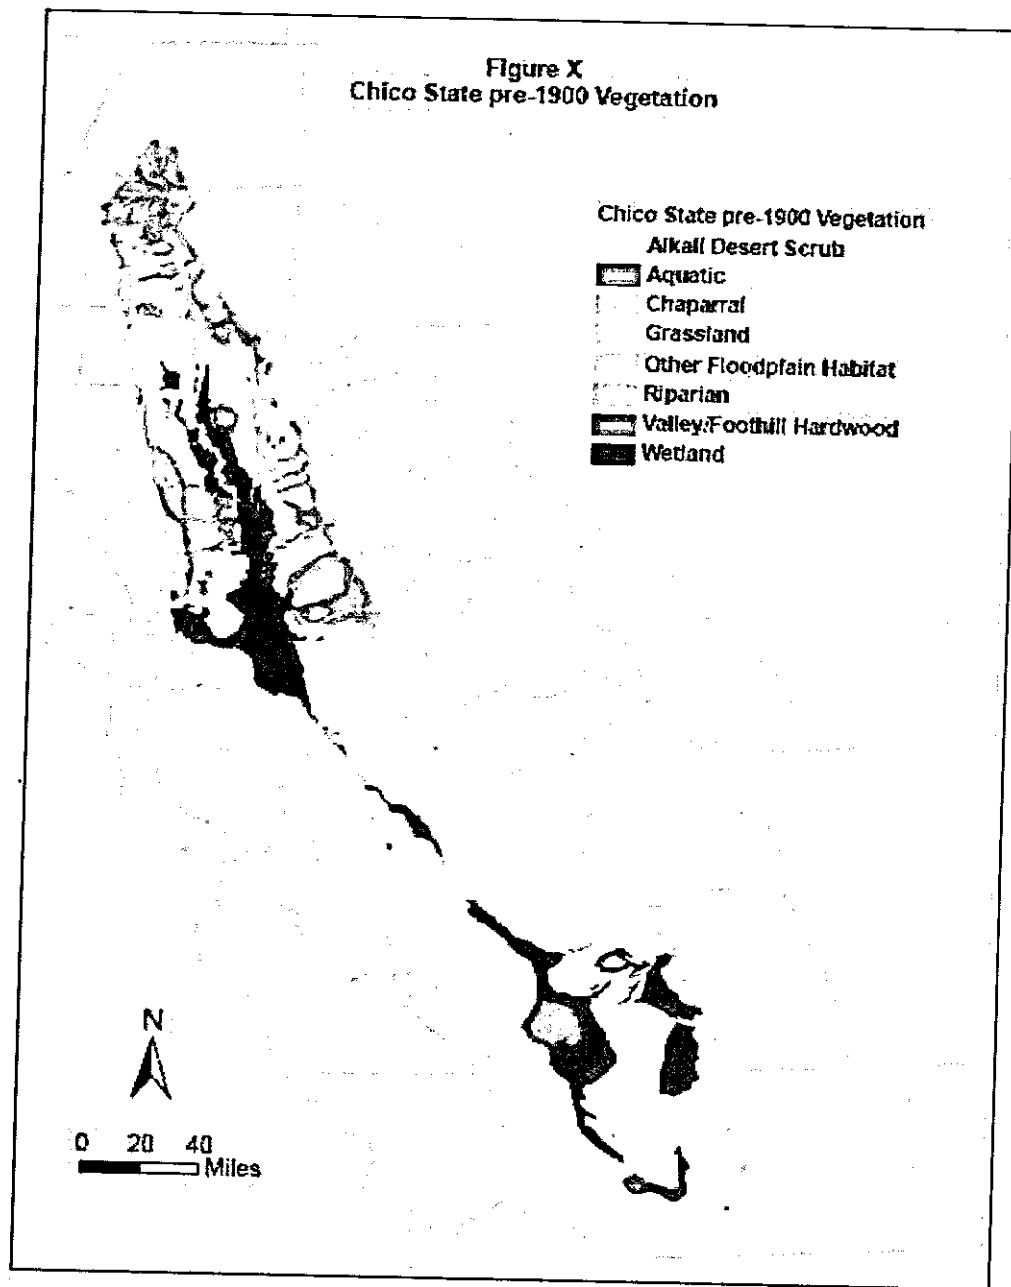 Figure X
Chico State pre-1900 Vegetation
Chico State pre-1900 Vegetation
Alkali Desert Scrub
Aquatic
Chaparral
Grassland
Other Floodplain Habitat
Riparian
Valley/Foothill Hardwood
Wetland
N
0 20 40
Miles